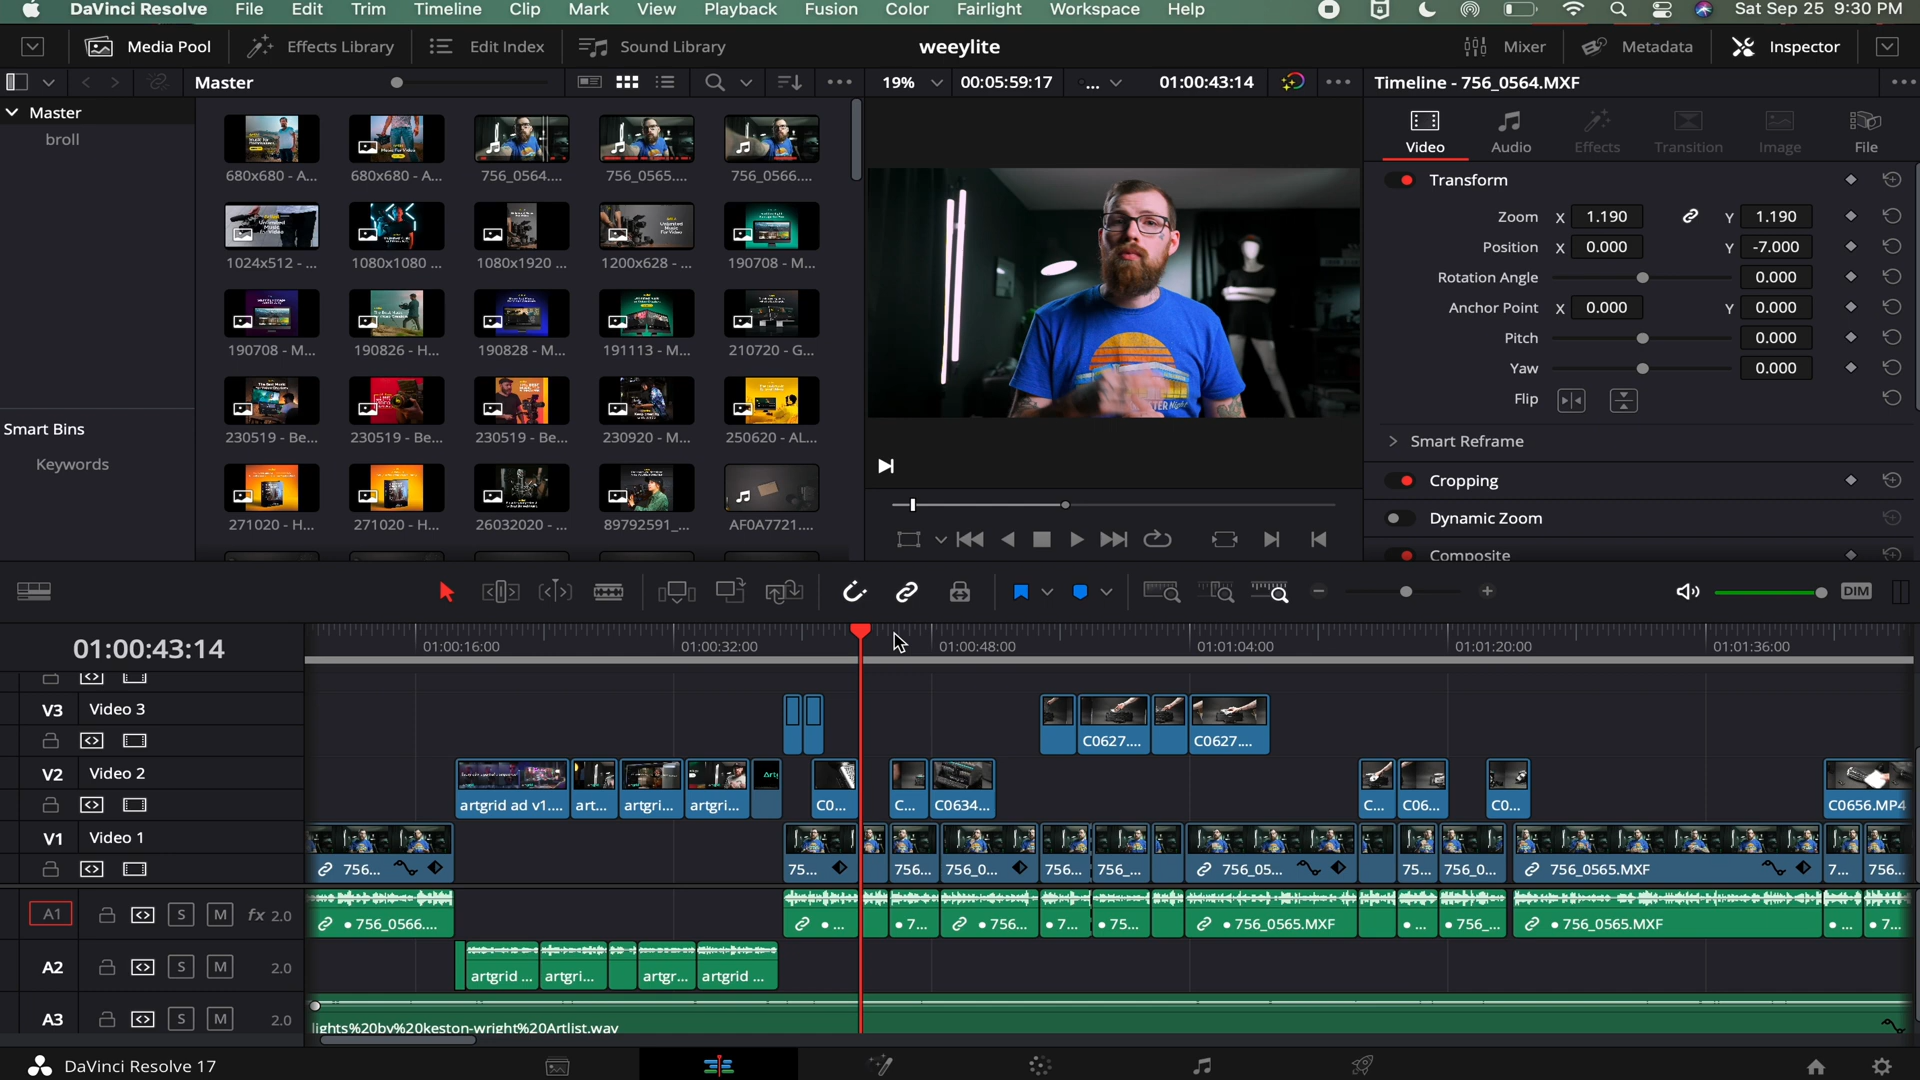 DaVinci Resolve File Edit Trim Timeline Clip Mark View Playback Fusion Color Fairlight Workspace Help Sat Sep 25 9:30 PM
Media Pool Effects Library Edit Index Sound Library weeylite Mixer Metadata Inspector
Master 19% 00:05:59:17 ... 01:00:43:14 Timeline - 756_0564.MXF
Master
broll
Smart Bins
Keywords
680x680 - A... 680x680 - A... 756_0564.... 756_0565.... 756_0566....
1024x512 - ... 1080x1080 ... 1080x1920 ... 1200x628 - ... 190708 - M...
190708 - M... 190826 - H... 190828 - M... 191113 - M... 210720 - G...
230519 - Be... 230519 - Be... 230519 - Be... 230920 - M... 250620 - AL...
271020 - H... 271020 - H... 26032020 - ... 89792591_... AF0A7721....
Video Audio Effects Transition Image File
Transform
Zoom X 1.190 Y 1.190
Position X 0.000 Y -7.000
Rotation Angle 0.000
Anchor Point X 0.000 Y 0.000
Pitch 0.000
Yaw 0.000
Flip
Smart Reframe
Cropping
Dynamic Zoom
Composite
DIM
01:00:43:14
01:00:16:00 01:00:32:00 01:00:48:00 01:01:04:00 01:01:20:00 01:01:36:00
V3 Video 3
C0627.... C0627....
V2 Video 2
artgrid ad v1.... art... artgri... artgri... C0... C... C0634... C... C06... C0... C0656.MP4
V1 Video 1
756... 75... 756... 756_0... 756... 756_... 756_05... 75... 756_0... 756_0565.MXF 7... 756...
A1 S M fx 2.0
756_0566.... ... 7... 756... 7... 75... 756_0565.MXF ... 756_... 756_0565.MXF ... 7...
A2 S M 2.0
artgrid ... artgri... artgr... artgrid ...
A3 S M 2.0
lights%20by%20keston-wright%20Artlist.wav
DaVinci Resolve 17